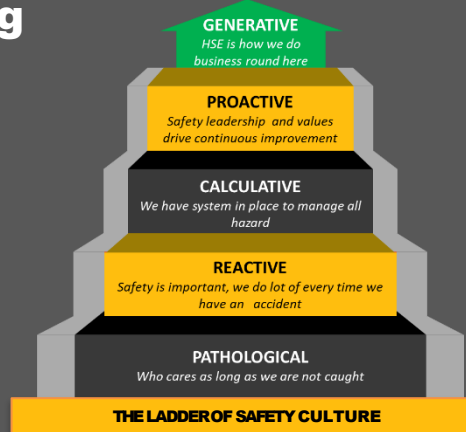 g
GENERATIVE
HSE is how we do
business round here
PROACTIVE
Safety leadership and values
drive continuous improvement
CALCULATIVE
We have system in place to manage all
hazard
REACTIVE
Safety is important, we do lot of every time we
have an accident
PATHOLOGICAL
Who cares as long as we are not caught
THE LADDER OF SAFETY CULTURE